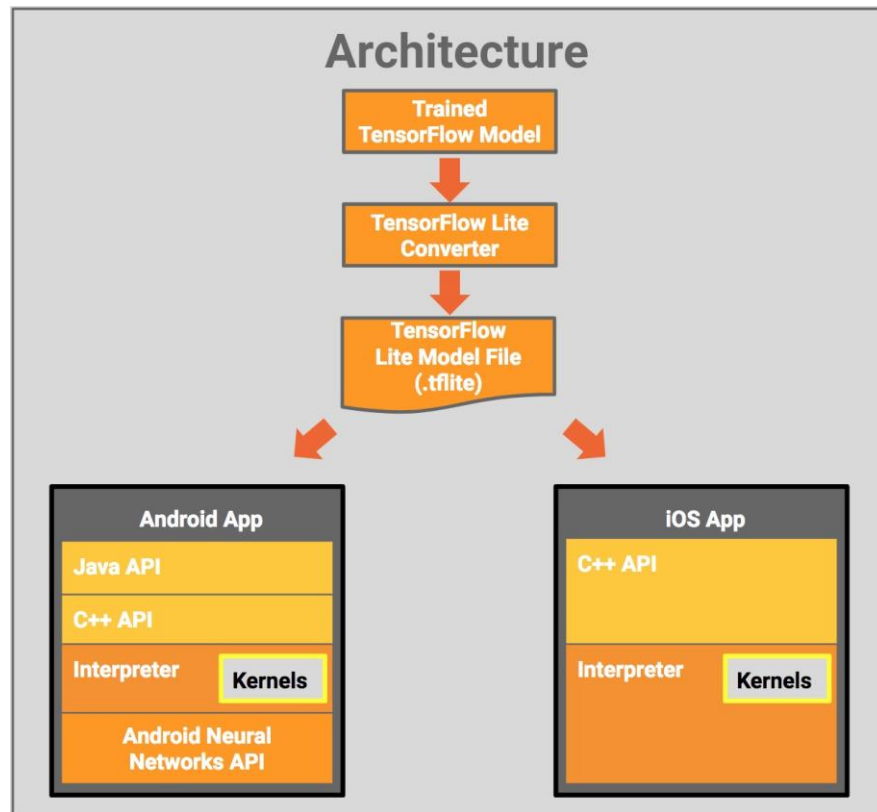 Architecture
Trained
TensorFlow Model
TensorFlow Lite
Converter
TensorFlow
Lite Model File
(.tflite)
Android App
Java API
C++ API
Interpreter
Kernels
Android Neural
Networks API
iOS App
C++ API
Interpreter
Kernels